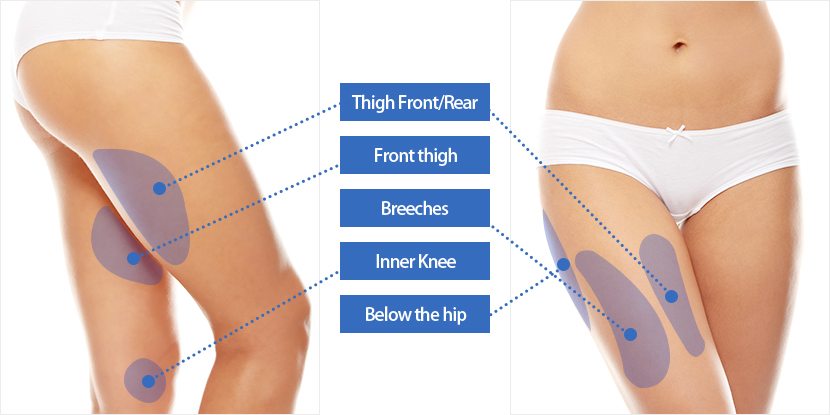 Thigh Front/Rear
Front thigh
Breeches
Inner Knee
Below the hip